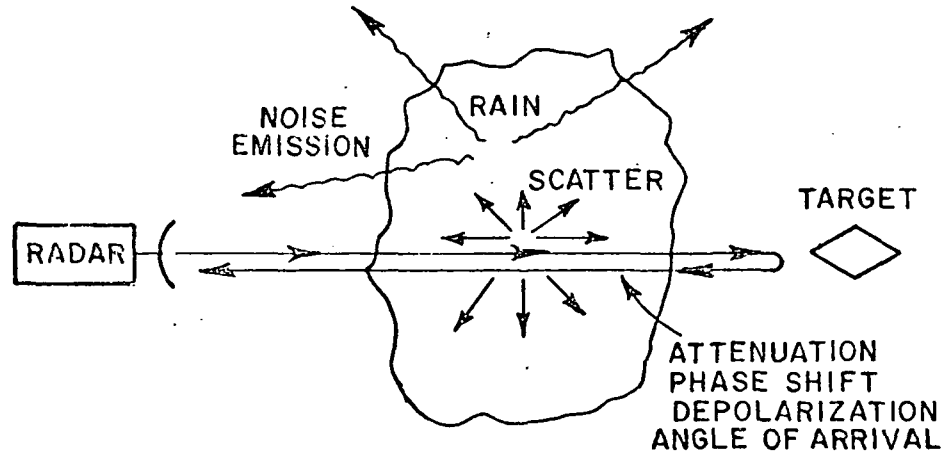 RAIN
NOISE
EMISSION
SCATTER
TARGET
RADAR
ATTENUATION
PHASE SHIFT
DEPOLARIZATION
ANGLE OF ARRIVAL